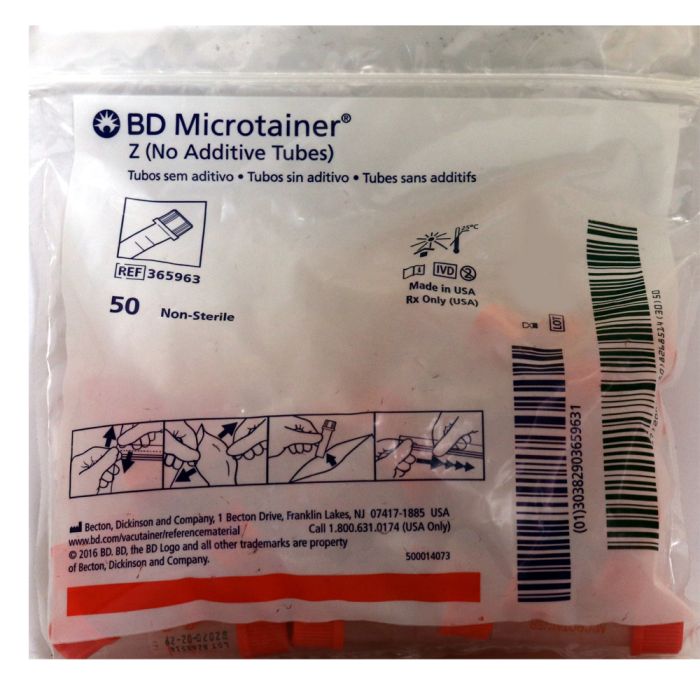 BD Microtainer®
Z (No Additive Tubes)
Tubos sem aditivo • Tubos sin aditivo • Tubes sans additifs
REF 365963
50 Non-Sterile
25°C
IVD 2
Made in USA
Rx Only (USA)
LOT
(01)30382903659631
Becton, Dickinson and Company, 1 Becton Drive, Franklin Lakes, NJ 07417-1885 USA
www.bd.com/vacutainer/referencematerial Call 1.800.631.0174 (USA Only)
© 2016 BD. BD, the BD Logo and all other trademarks are property
of Becton, Dickinson and Company.
500014073